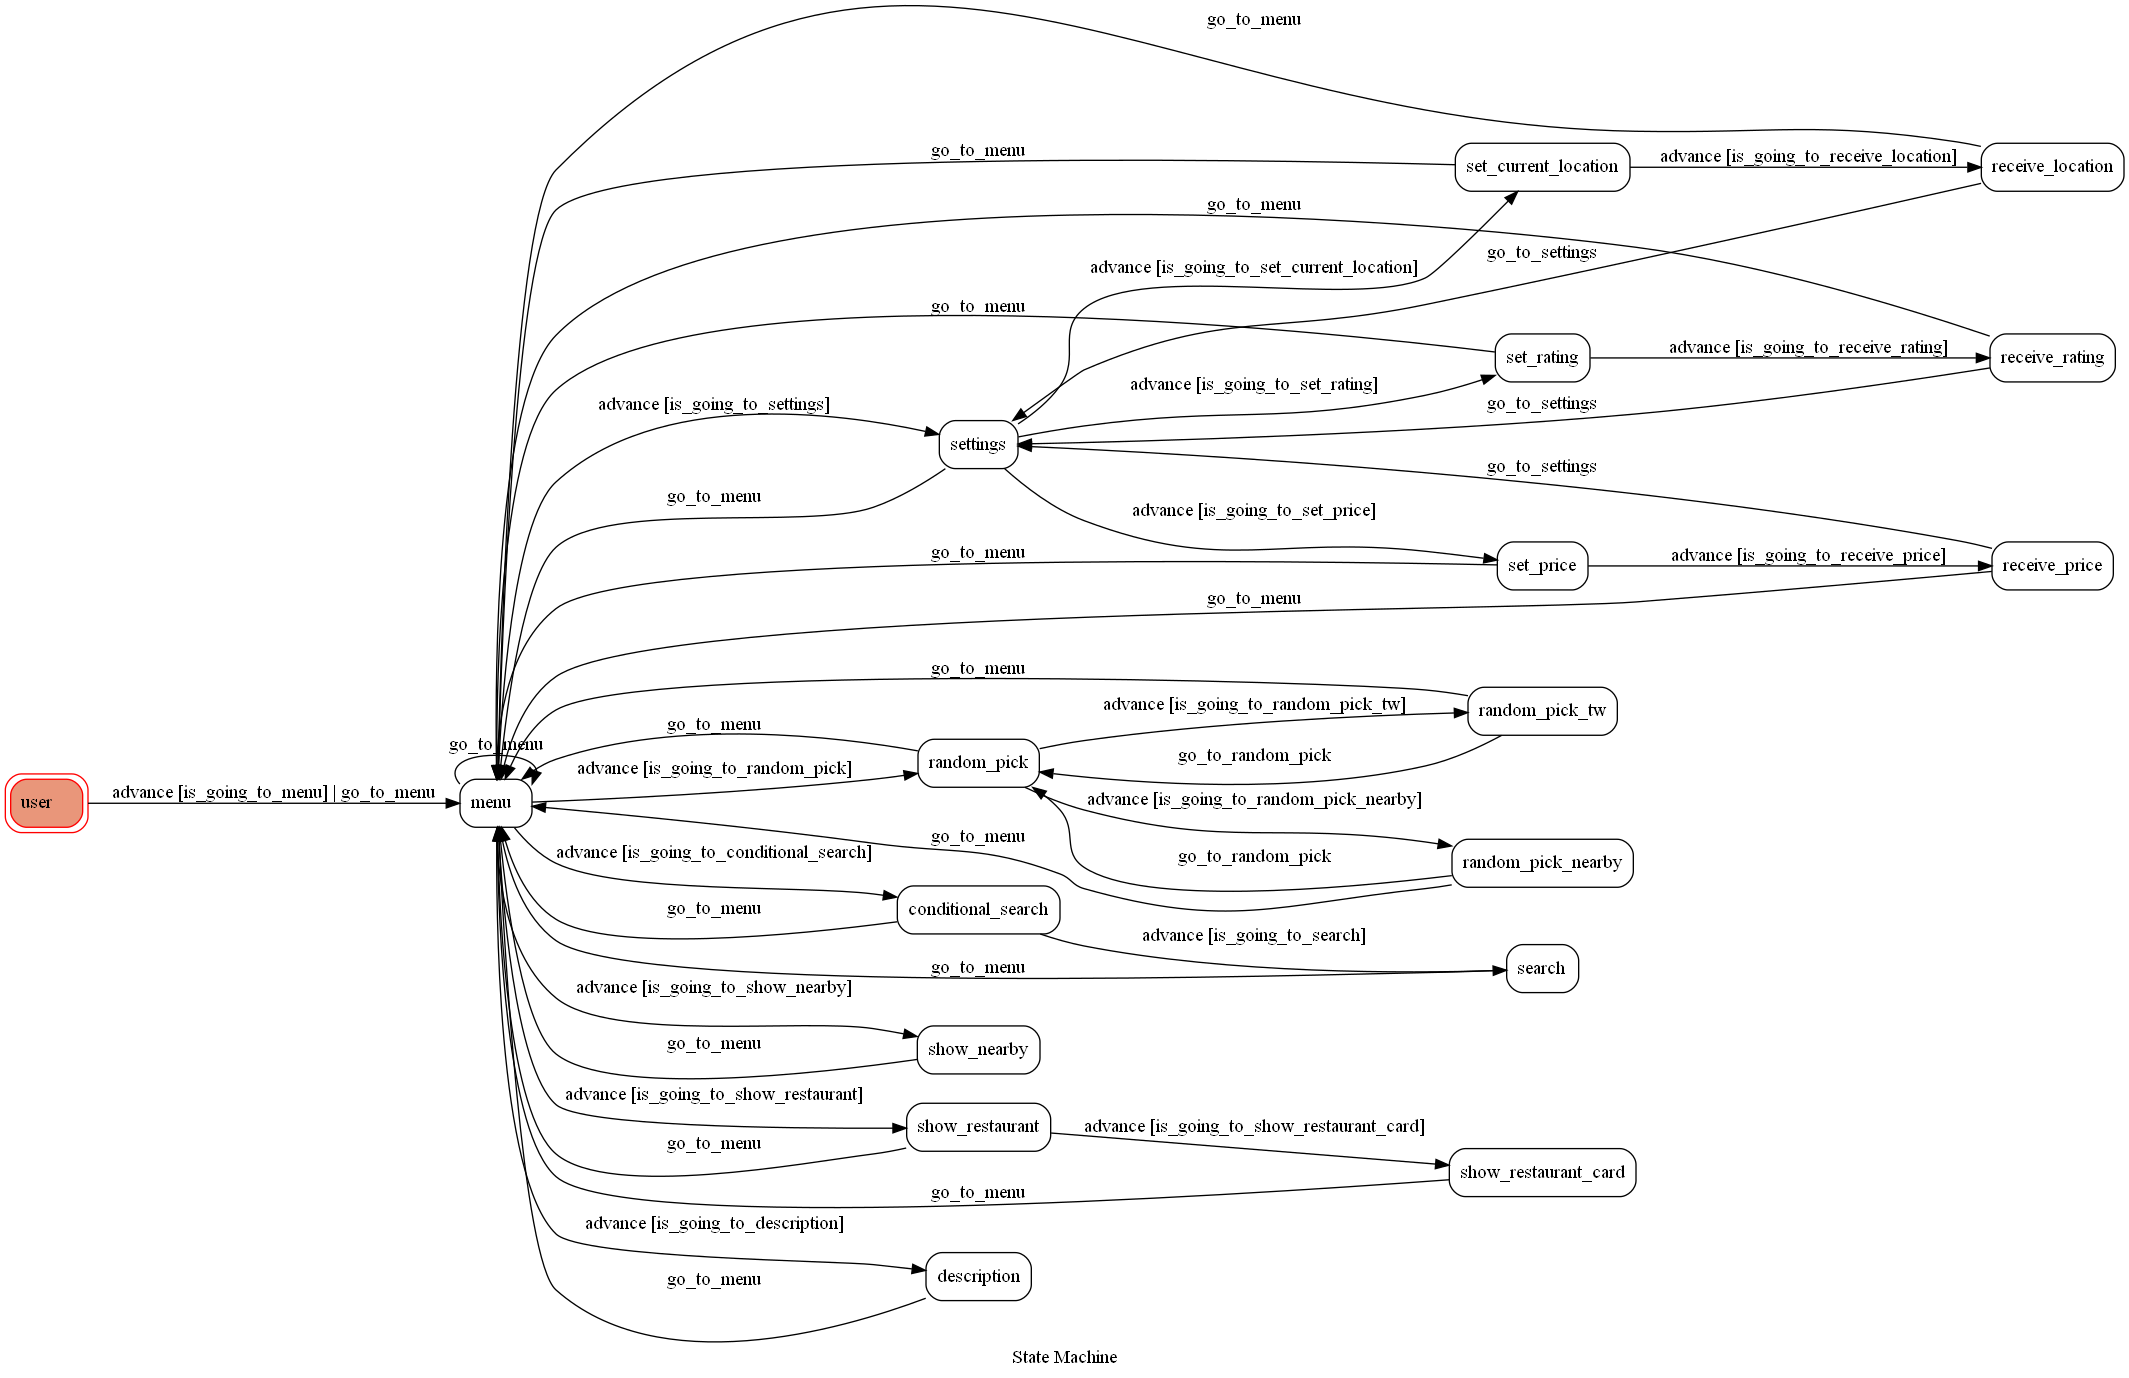 go_to_menu
go_to_menu
set_current_location
advance [is_going_to_receive_location]
receive_location
go_to_menu
go_to_settings
advance [is_going_to_set_current_location]
go_to_menu
set_rating
advance [is_going_to_receive_rating]
receive_rating
advance [is_going_to_set_rating]
advance [is_going_to_settings]
go_to_settings
settings
go_to_settings
go_to_menu
advance [is_going_to_set_price]
go_to_menu
set_price
advance [is_going_to_receive_price]
receive_price
go_to_menu
go_to_menu
advance [is_going_to_random_pick_tw]
random_pick_tw
go_to_menu
go_to_menu
go_to_random_pick
random_pick
advance [is_going_to_random_pick]
user
advance [is_going_to_menu] | go_to_menu
menu
advance [is_going_to_random_pick_nearby]
go_to_menu
advance [is_going_to_conditional_search]
go_to_random_pick
random_pick_nearby
go_to_menu
conditional_search
advance [is_going_to_search]
go_to_menu
search
advance [is_going_to_show_nearby]
go_to_menu
show_nearby
advance [is_going_to_show_restaurant]
show_restaurant
advance [is_going_to_show_restaurant_card]
go_to_menu
show_restaurant_card
go_to_menu
advance [is_going_to_description]
go_to_menu
description
State Machine